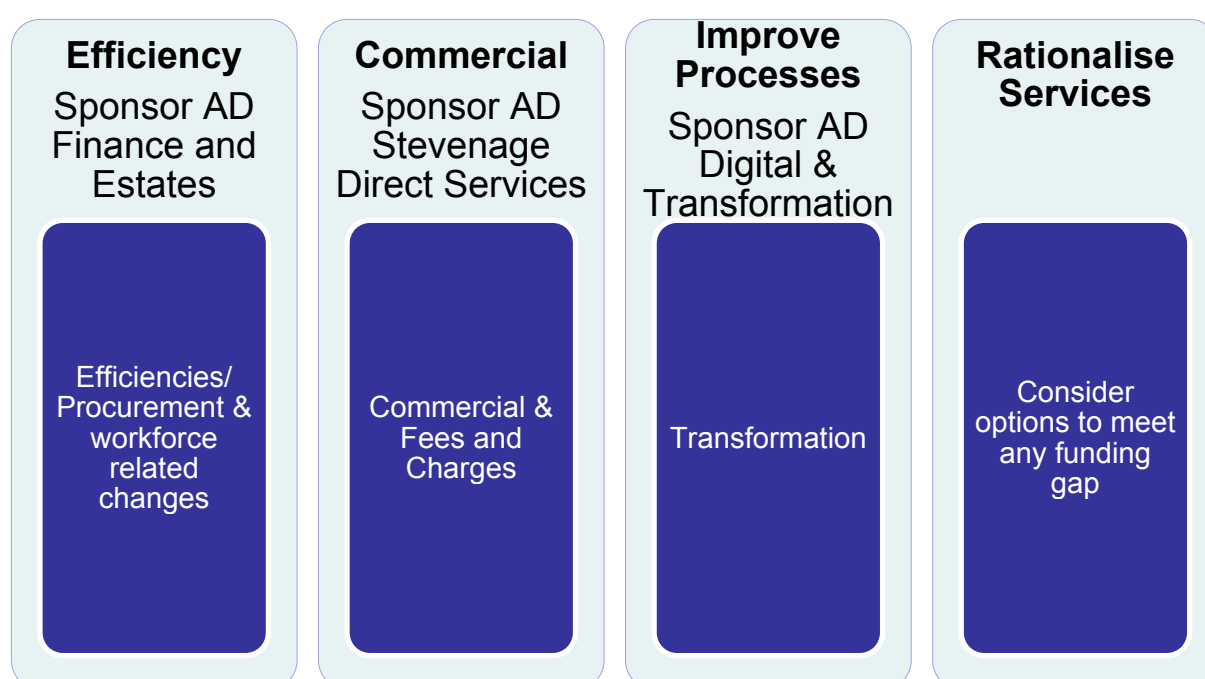 Efficiency
Sponsor AD
Finance and
Estates
Efficiencies/
Procurement &
workforce
related
changes
Commercial
Sponsor AD
Stevenage
Direct Services
Commercial &
Fees and
Charges
Improve
Processes
Sponsor AD
Digital &
Transformation
Transformation
Rationalise
Services
Consider
options to meet
any funding
gap